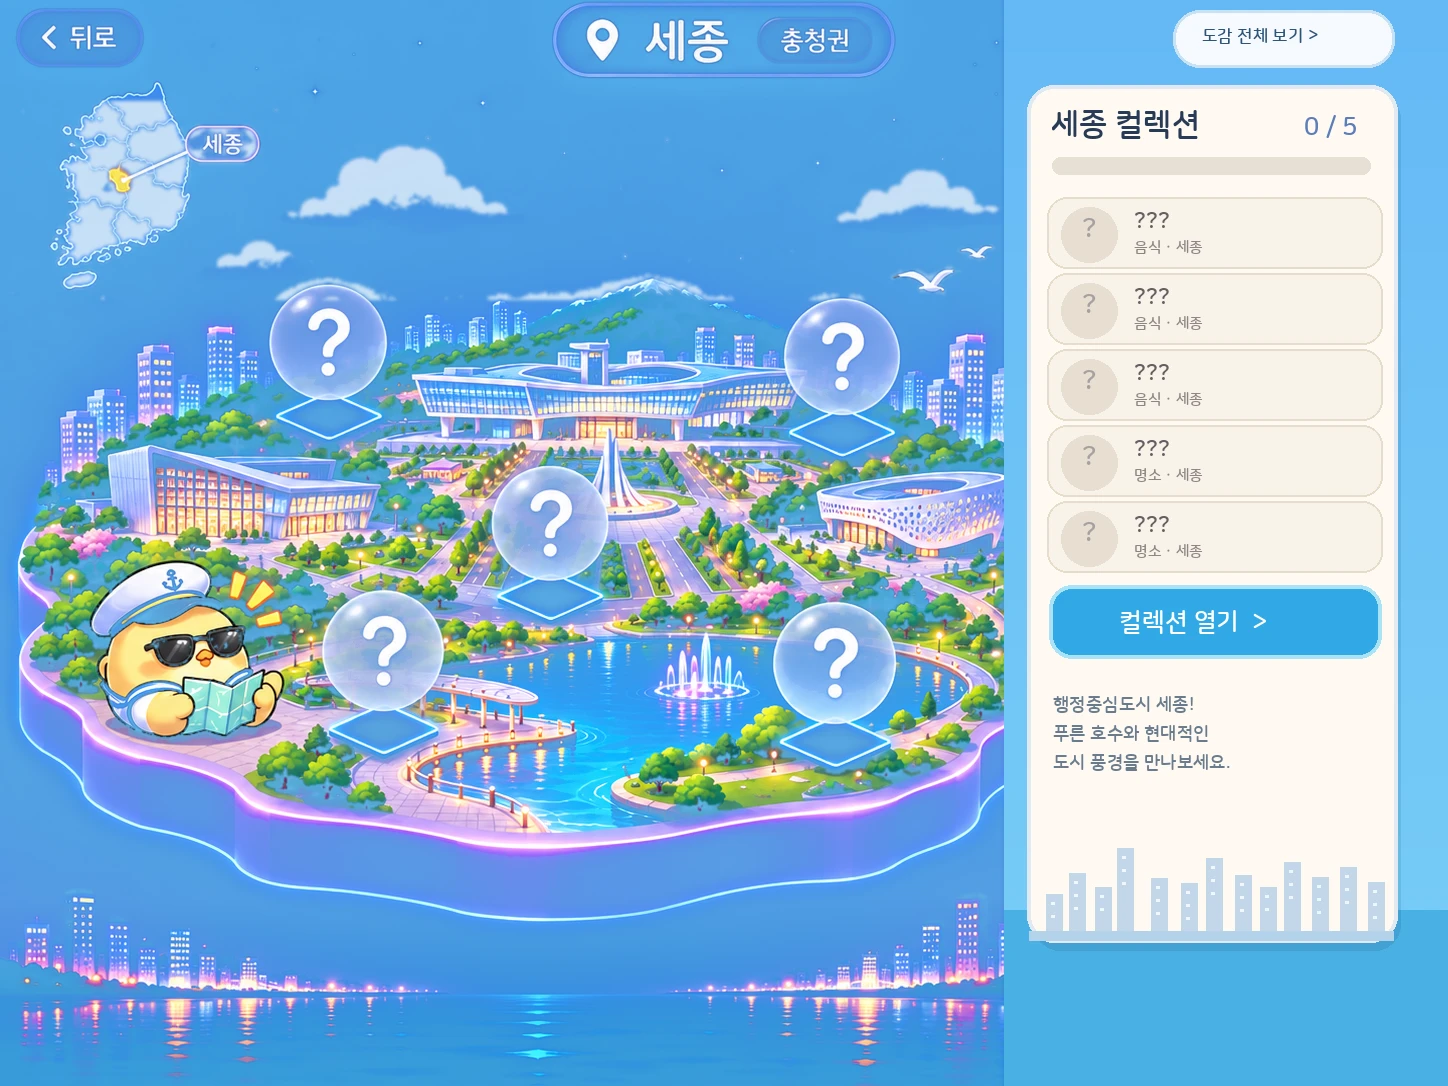 뒤로
세종 충청권
세종
?
?
?
?
?
도감 전체 보기 >
세종 컬렉션 0 / 5
? ???
음식 · 세종
? ???
음식 · 세종
? ???
음식 · 세종
? ???
명소 · 세종
? ???
명소 · 세종
컬렉션 열기 >
행정중심도시 세종!
푸른 호수와 현대적인
도시 풍경을 만나보세요.